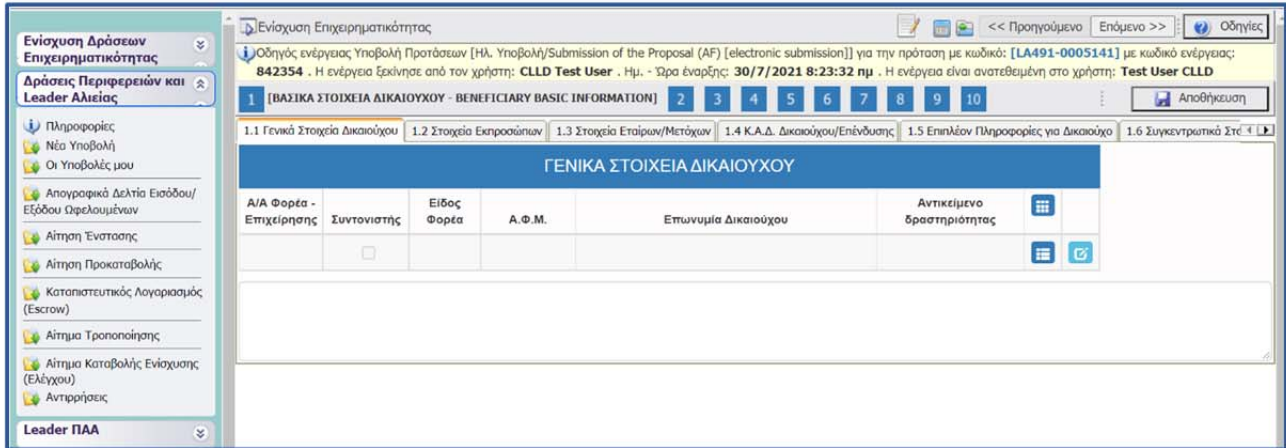 Ενίσχυση Δράσεων
Επιχειρηματικότητας
Δράσεις Περιφερειών και
Leader Αλιείας
Πληροφορίες
Νέα Υποβολή
Οι Υποβολές μου
Απογραφικά Δελτία Εισόδου/
Εξόδου Ωφελουμένων
Αίτηση Ένστασης
Αίτηση Προκαταβολής
Καταπιστευτικός Λογαριασμός
(Escrow)
Αίτημα Τροποποίησης
Αίτημα Καταβολής Ενίσχυσης
(Ελέγχου)
Αντιρρήσεις
Leader ΠΑΑ
Ενίσχυση Επιχειρηματικότητας
<< Προηγούμενο Επόμενο >> Οδηγίες
Οδηγός ενέργειας Υποβολή Προτάσεων [Ηλ. Υποβολή/Submission of the Proposal (AF) [electronic submission]] για την πρόταση με κωδικό: [LA491-0005141] με κωδικό ενέργειας:
842354 . Η ενέργεια ξεκίνησε από τον χρήστη: CLLD Test User . Ημ. - Ώρα έναρξης: 30/7/2021 8:23:32 πμ . Η ενέργεια είναι ανατεθειμένη στο χρήστη: Test User CLLD
1 [ΒΑΣΙΚΑ ΣΤΟΙΧΕΙΑ ΔΙΚΑΙΟΥΧΟΥ - BENEFICIARY BASIC INFORMATION] 2 3 4 5 6 7 8 9 10 Αποθήκευση
1.1 Γενικά Στοιχεία Δικαιούχου 1.2 Στοιχεία Εκπροσώπων 1.3 Στοιχεία Εταίρων/Μετόχων 1.4 Κ.Α.Δ. Δικαιούχου/Επένδυσης 1.5 Επιπλέον Πληροφορίες για Δικαιούχο 1.6 Συγκεντρωτικά Στο
ΓΕΝΙΚΑ ΣΤΟΙΧΕΙΑ ΔΙΚΑΙΟΥΧΟΥ
Α/Α Φορέα - Είδος Αντικείμενο
Επιχείρησης Συντονιστής Φορέα Α.Φ.Μ. Επωνυμία Δικαιούχου δραστηριότητας